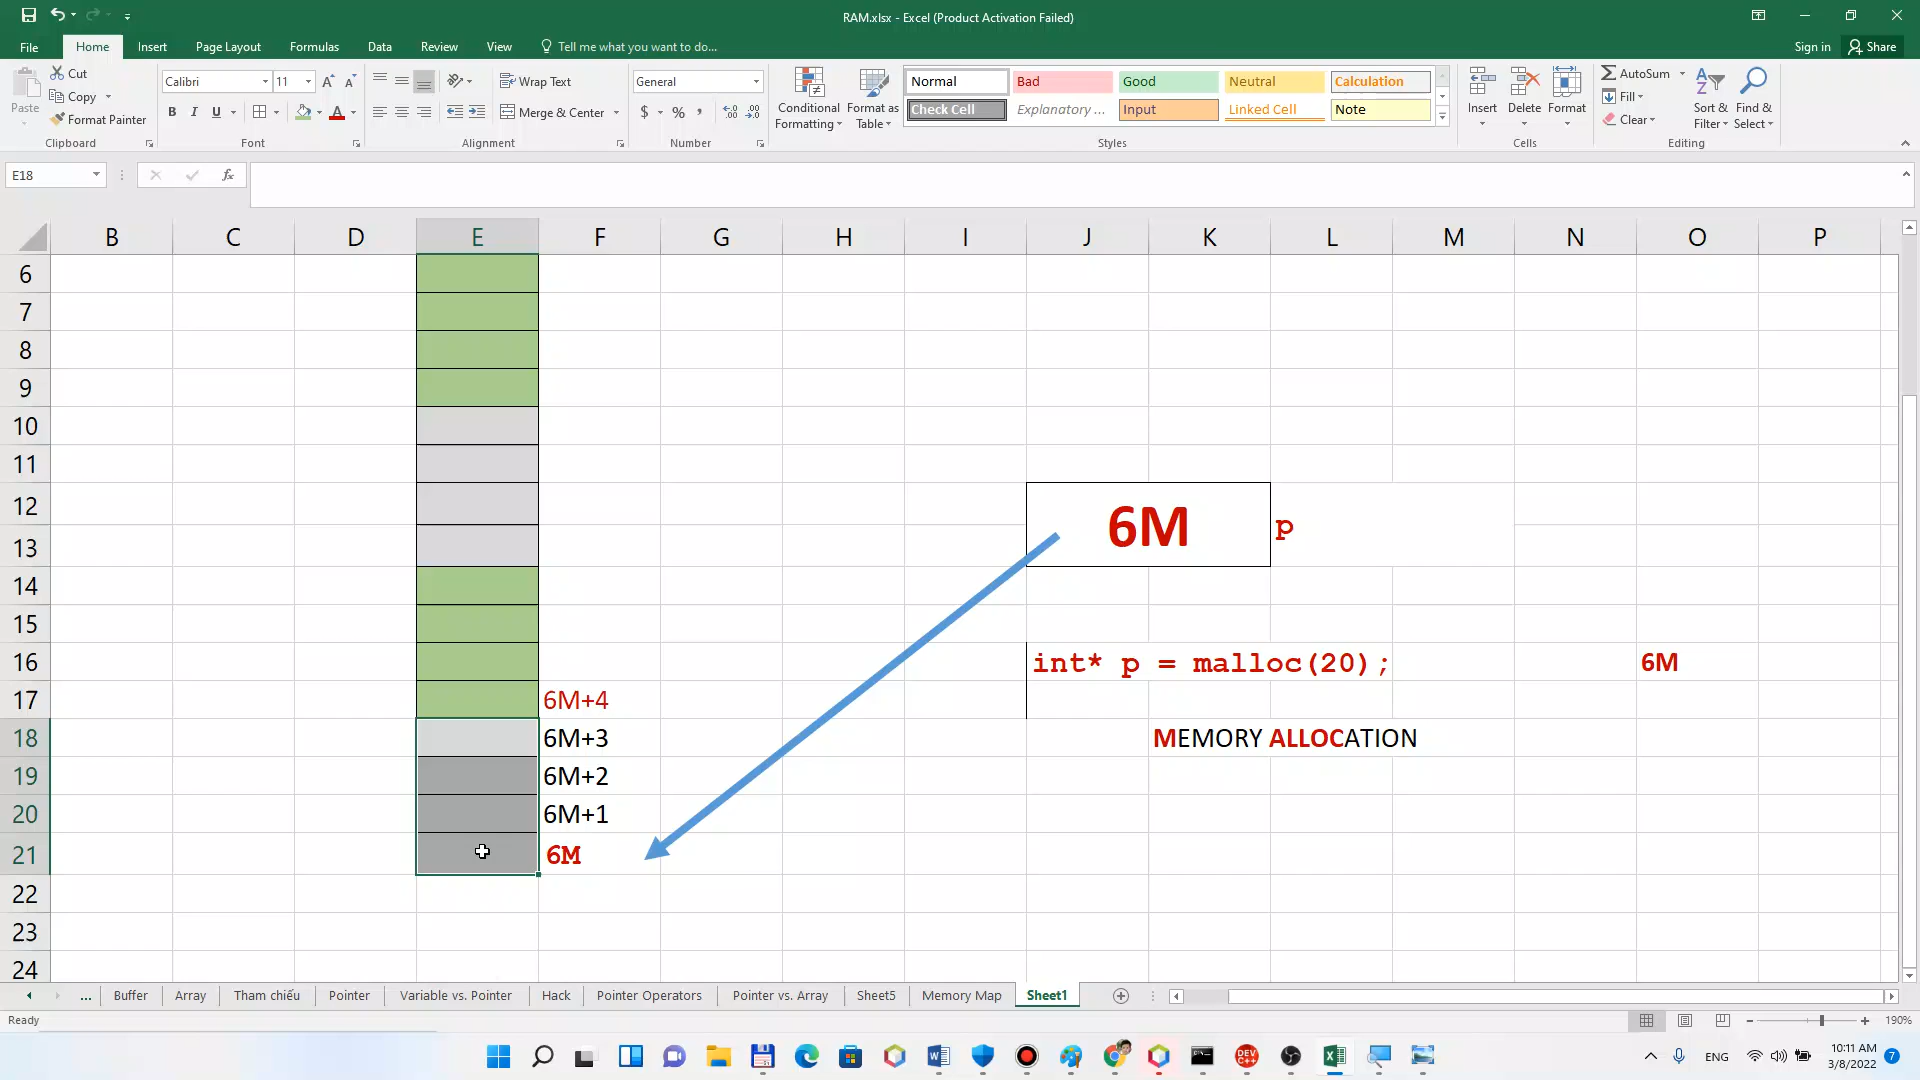 RAM.xlsx - Excel (Product Activation Failed)
File Home Insert Page Layout Formulas Data Review View Tell me what you want to do... Sign in Share
Paste Cut Copy Format Painter Clipboard
Calibri 11 B I U Font
Wrap Text Merge & Center Alignment
General $ % , Number
Conditional Formatting Format as Table
Normal Bad Good Neutral Calculation
Check Cell Explanatory ... Input Linked Cell Note
Styles
Insert Delete Format Cells
AutoSum Fill Clear Sort & Filter Find & Select Editing
E18 fx
B C D E F G H I J K L M N O P
6
7
8
9
10
11
12 6M p
13
14
15
16 int* p = malloc(20); 6M
17 6M+4
18 6M+3 MEMORY ALLOCATION
19 6M+2
20 6M+1
21 6M
22
23
24
... Buffer Array Tham chiếu Pointer Variable vs. Pointer Hack Pointer Operators Pointer vs. Array Sheet5 Memory Map Sheet1
Ready 190%
DEV C++ ENG 10:11 AM 7
3/8/2022